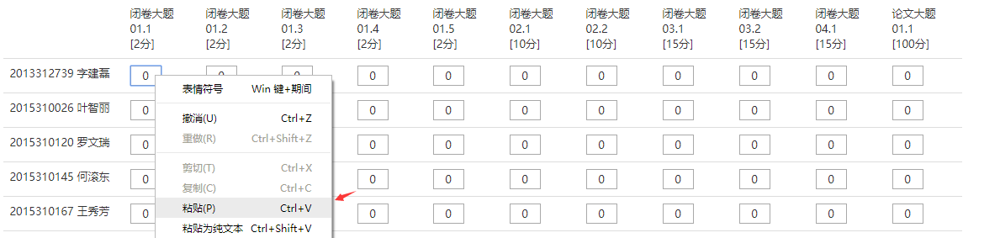 闭卷大题 闭卷大题 闭卷大题 闭卷大题 闭卷大题 闭卷大题 闭卷大题 闭卷大题 闭卷大题 闭卷大题 论文大题
01.1 01.2 01.3 01.4 01.5 02.1 02.2 03.1 03.2 04.1 01.1
[2分] [2分] [2分] [2分] [2分] [10分] [10分] [15分] [15分] [15分] [100分]
2013312739 字建磊 0 0 0 0 0 0 0 0 0 0 0
表情符号 Win 键+期间
2015310026 叶智丽 0 0 0 0 0 0 0 0 0
撤消(U) Ctrl+Z
重做(R) Ctrl+Shift+Z
2015310120 罗文瑞 0 0 0 0 0 0 0 0 0
剪切(T) Ctrl+X
2015310145 何滚东 0 0 0 0 0 0 0 0 0
复制(C) Ctrl+C
粘贴(P) Ctrl+V
2015310167 王秀芳 0 0 0 0 0 0 0 0 0
粘贴为纯文本 Ctrl+Shift+V